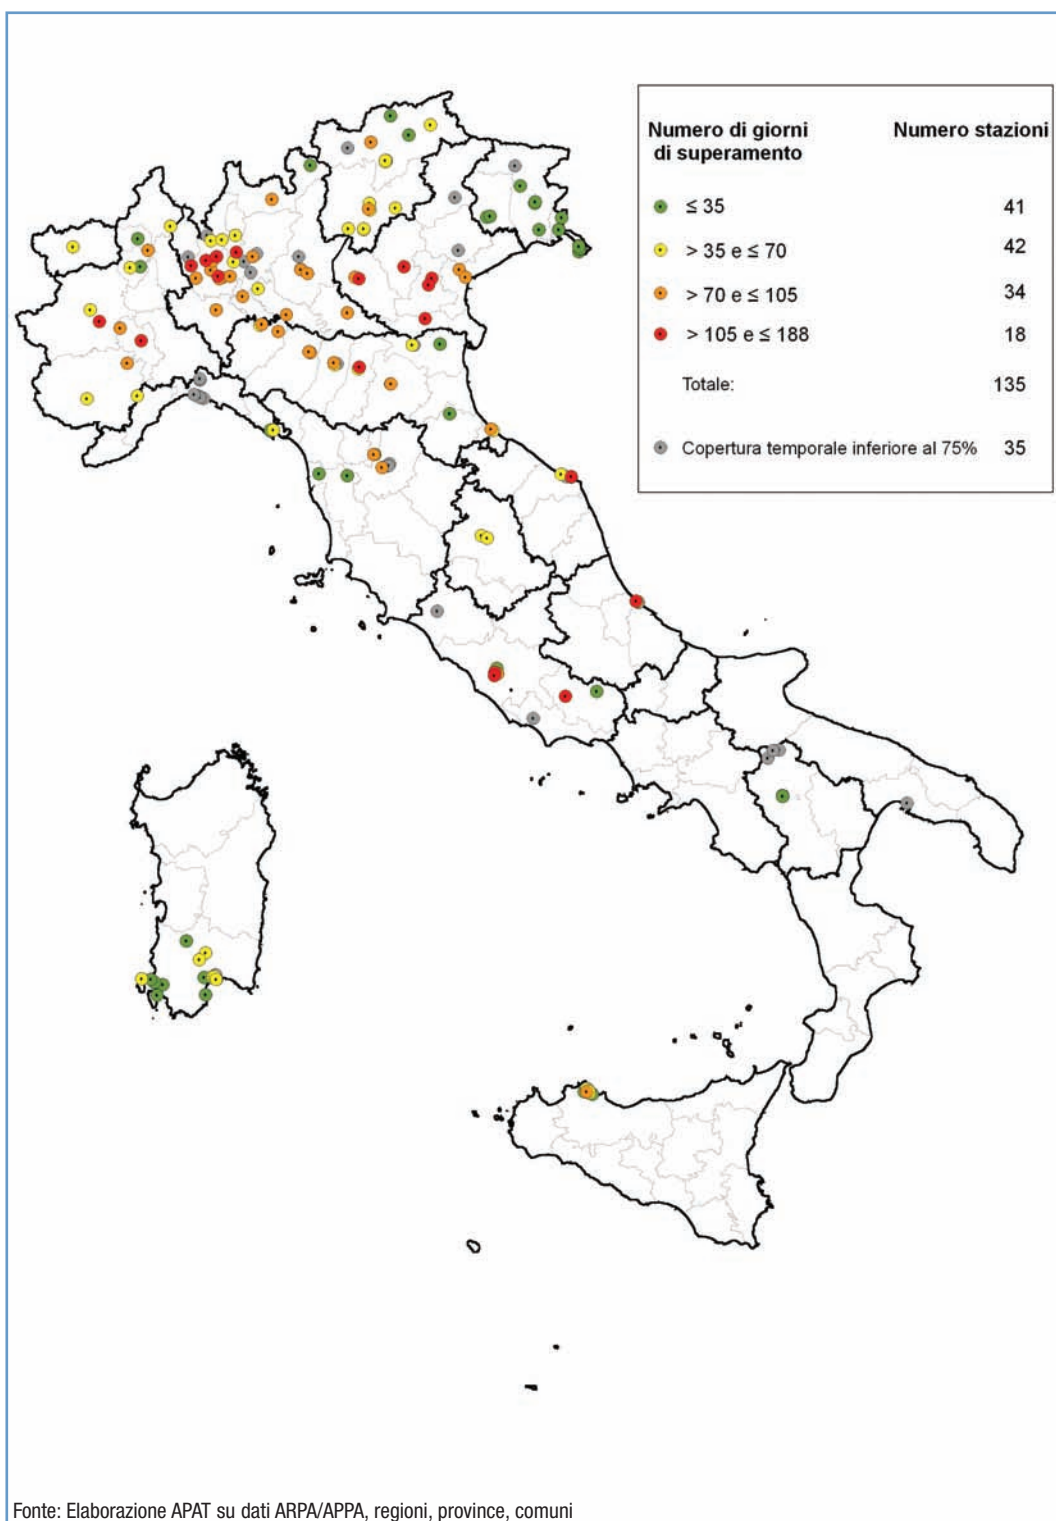 Numero di giorni di superamento Numero stazioni
≤ 35 41
> 35 e ≤ 70 42
> 70 e ≤ 105 34
> 105 e ≤ 188 18
Totale: 135
Copertura temporale inferiore al 75% 35
Fonte: Elaborazione APAT su dati ARPA/APPA, regioni, province, comuni